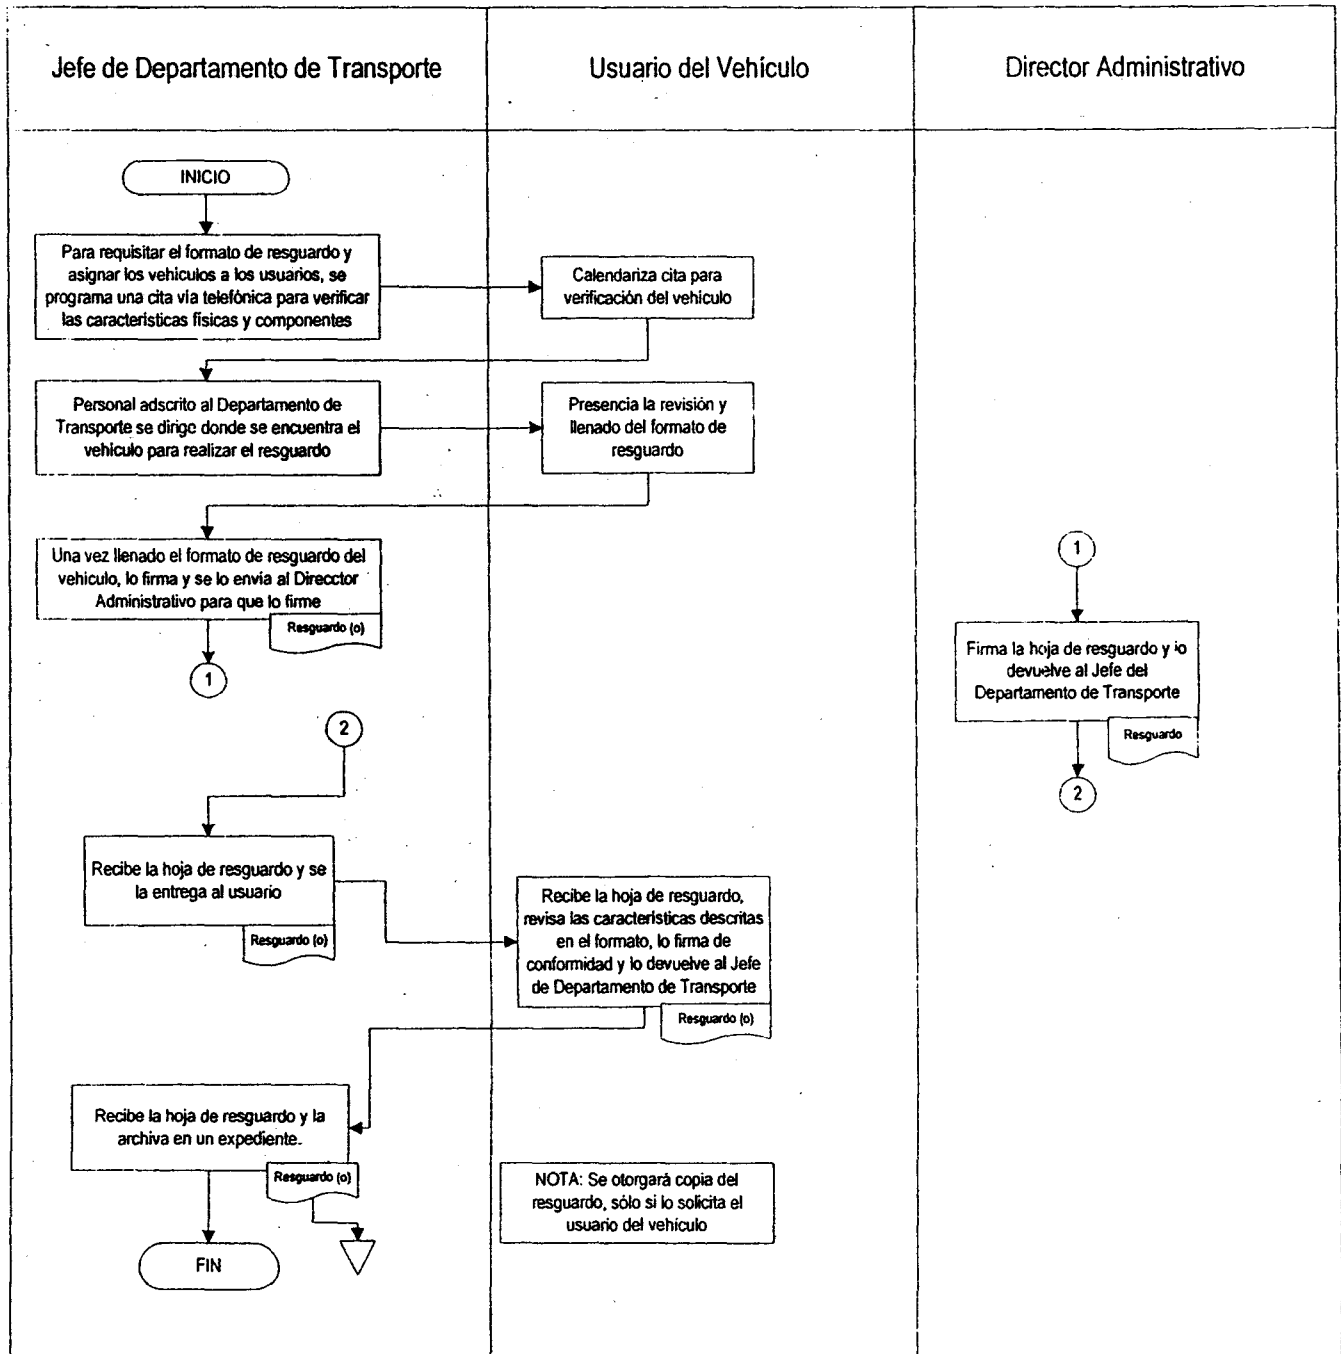 Jefe de Departamento de Transporte
Usuario del Vehículo
Director Administrativo
INICIO
Para requisitar el formato de resguardo y
asignar los vehículos a los usuarios, se
programa una cita vía telefónica para verificar
las características físicas y componentes
Calendariza cita para
verificación del vehículo
Personal adscrito al Departamento de
Transporte se dirige donde se encuentra el
vehículo para realizar el resguardo
Presencia la revisión y
llenado del formato de
resguardo
Una vez llenado el formato de resguardo del
vehículo, lo firma y se lo envía al Direcctor
Administrativo para que lo firme
Resguardo (o)
1
1
Firma la hoja de resguardo y lo
devuelve al Jefe del
Departamento de Transporte
Resguardo
2
2
Recibe la hoja de resguardo y se
la entrega al usuario
Resguardo (o)
Recibe la hoja de resguardo,
revisa las características descritas
en el formato, lo firma de
conformidad y lo devuelve al Jefe
de Departamento de Transporte
Resguardo (o)
Recibe la hoja de resguardo y la
archiva en un expediente.
Resguardo (o)
FIN
NOTA: Se otorgará copia del
resguardo, sólo si lo solicita el
usuario del vehículo